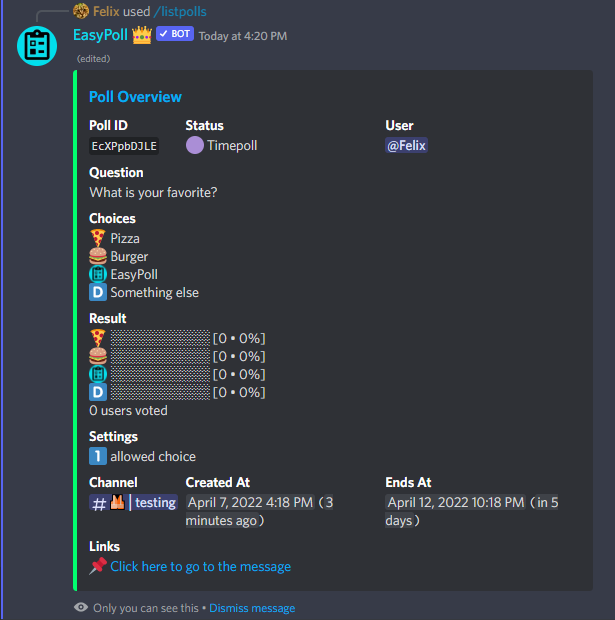 Felix used /listpolls
EasyPoll BOT Today at 4:20 PM
(edited)
Poll Overview
Poll ID Status User
EcXPpbDJLE Timepoll @Felix
Question
What is your favorite?
Choices
Pizza
Burger
EasyPoll
D Something else
Result
░░░░░░░░░░ [0 • 0%]
░░░░░░░░░░ [0 • 0%]
░░░░░░░░░░ [0 • 0%]
D ░░░░░░░░░░ [0 • 0%]
0 users voted
Settings
1 allowed choice
Channel Created At Ends At
# | testing April 7, 2022 4:18 PM (3 April 12, 2022 10:18 PM (in 5
minutes ago) days)
Links
Click here to go to the message
Only you can see this • Dismiss message